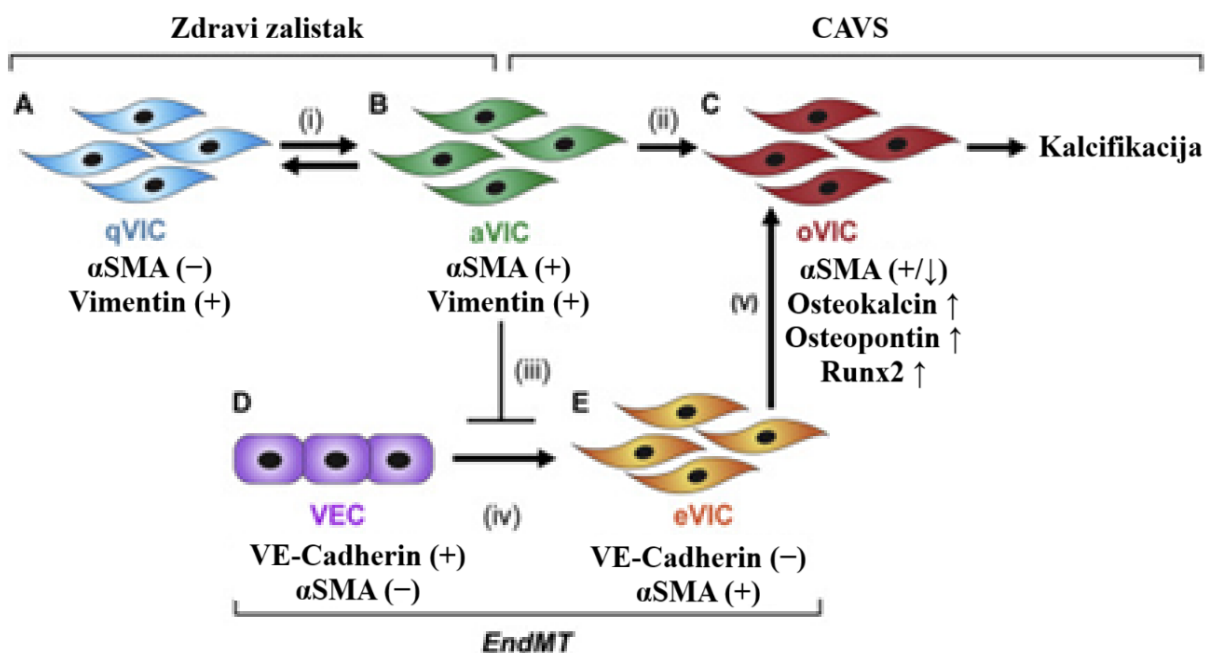 Zdravi zalistak
CAVS
A
(i)
B
(ii)
C
Kalcifikacija
qVIC
αSMA (−)
Vimentin (+)
aVIC
αSMA (+)
Vimentin (+)
oVIC
αSMA (+/↓)
Osteokalcin ↑
Osteopontin ↑
Runx2 ↑
(v)
(iii)
D
E
VEC
(iv)
eVIC
VE-Cadherin (+)
αSMA (−)
VE-Cadherin (−)
αSMA (+)
EndMT